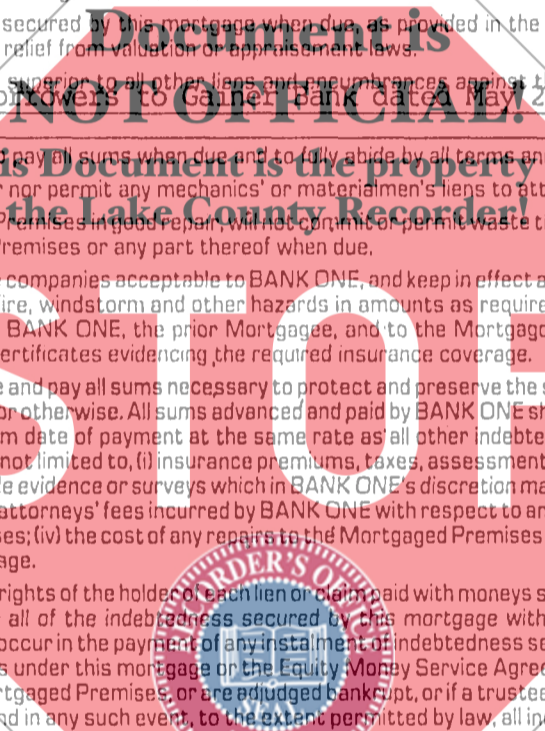 secured by this mortgage when due, as provided in the
Document is
relief from valuation or appraisement laws.
superior to all other liens and encumbrances against
NOT OFFICIAL!
to Gainer Bank dated May 2
pay all sums when due and to fully abide by all terms
is Document is the property
nor permit any mechanics' or materialmen's liens to
the Lake County Recorder!
Premises in good repair, will not commit or permit waste
Premises or any part thereof when due.
companies acceptable to BANK ONE, and keep in effect
fire, windstorm and other hazards in amounts as require
BANK ONE, the prior Mortgagee, and to the Mortgag
ertificates evidencing the required insurance coverage.
and pay all sums necessary to protect and preserve the
or otherwise. All sums advanced and paid by BANK ONE sh
m date of payment at the same rate as all other indebte
not limited to, (i) insurance premiums, taxes, assessment
e evidence or surveys which in BANK ONE's discretion ma
attorneys' fees incurred by BANK ONE with respect to an
ses; (iv) the cost of any repairs to the Mortgaged Premises
age.
STOP
rights of the holder of each lien or claim paid with moneys s
all of the indebtedness secured by this mortgage with
occur in the payment of any instalment of indebtedness se
s under this mortgage or the Equity Money Service Agree
rtgaged Premises, or are adjudged bankrupt, or if a trustee
nd in any such event, to the extent permitted by law, all in
RECORDER'S OFFICE
SEAL